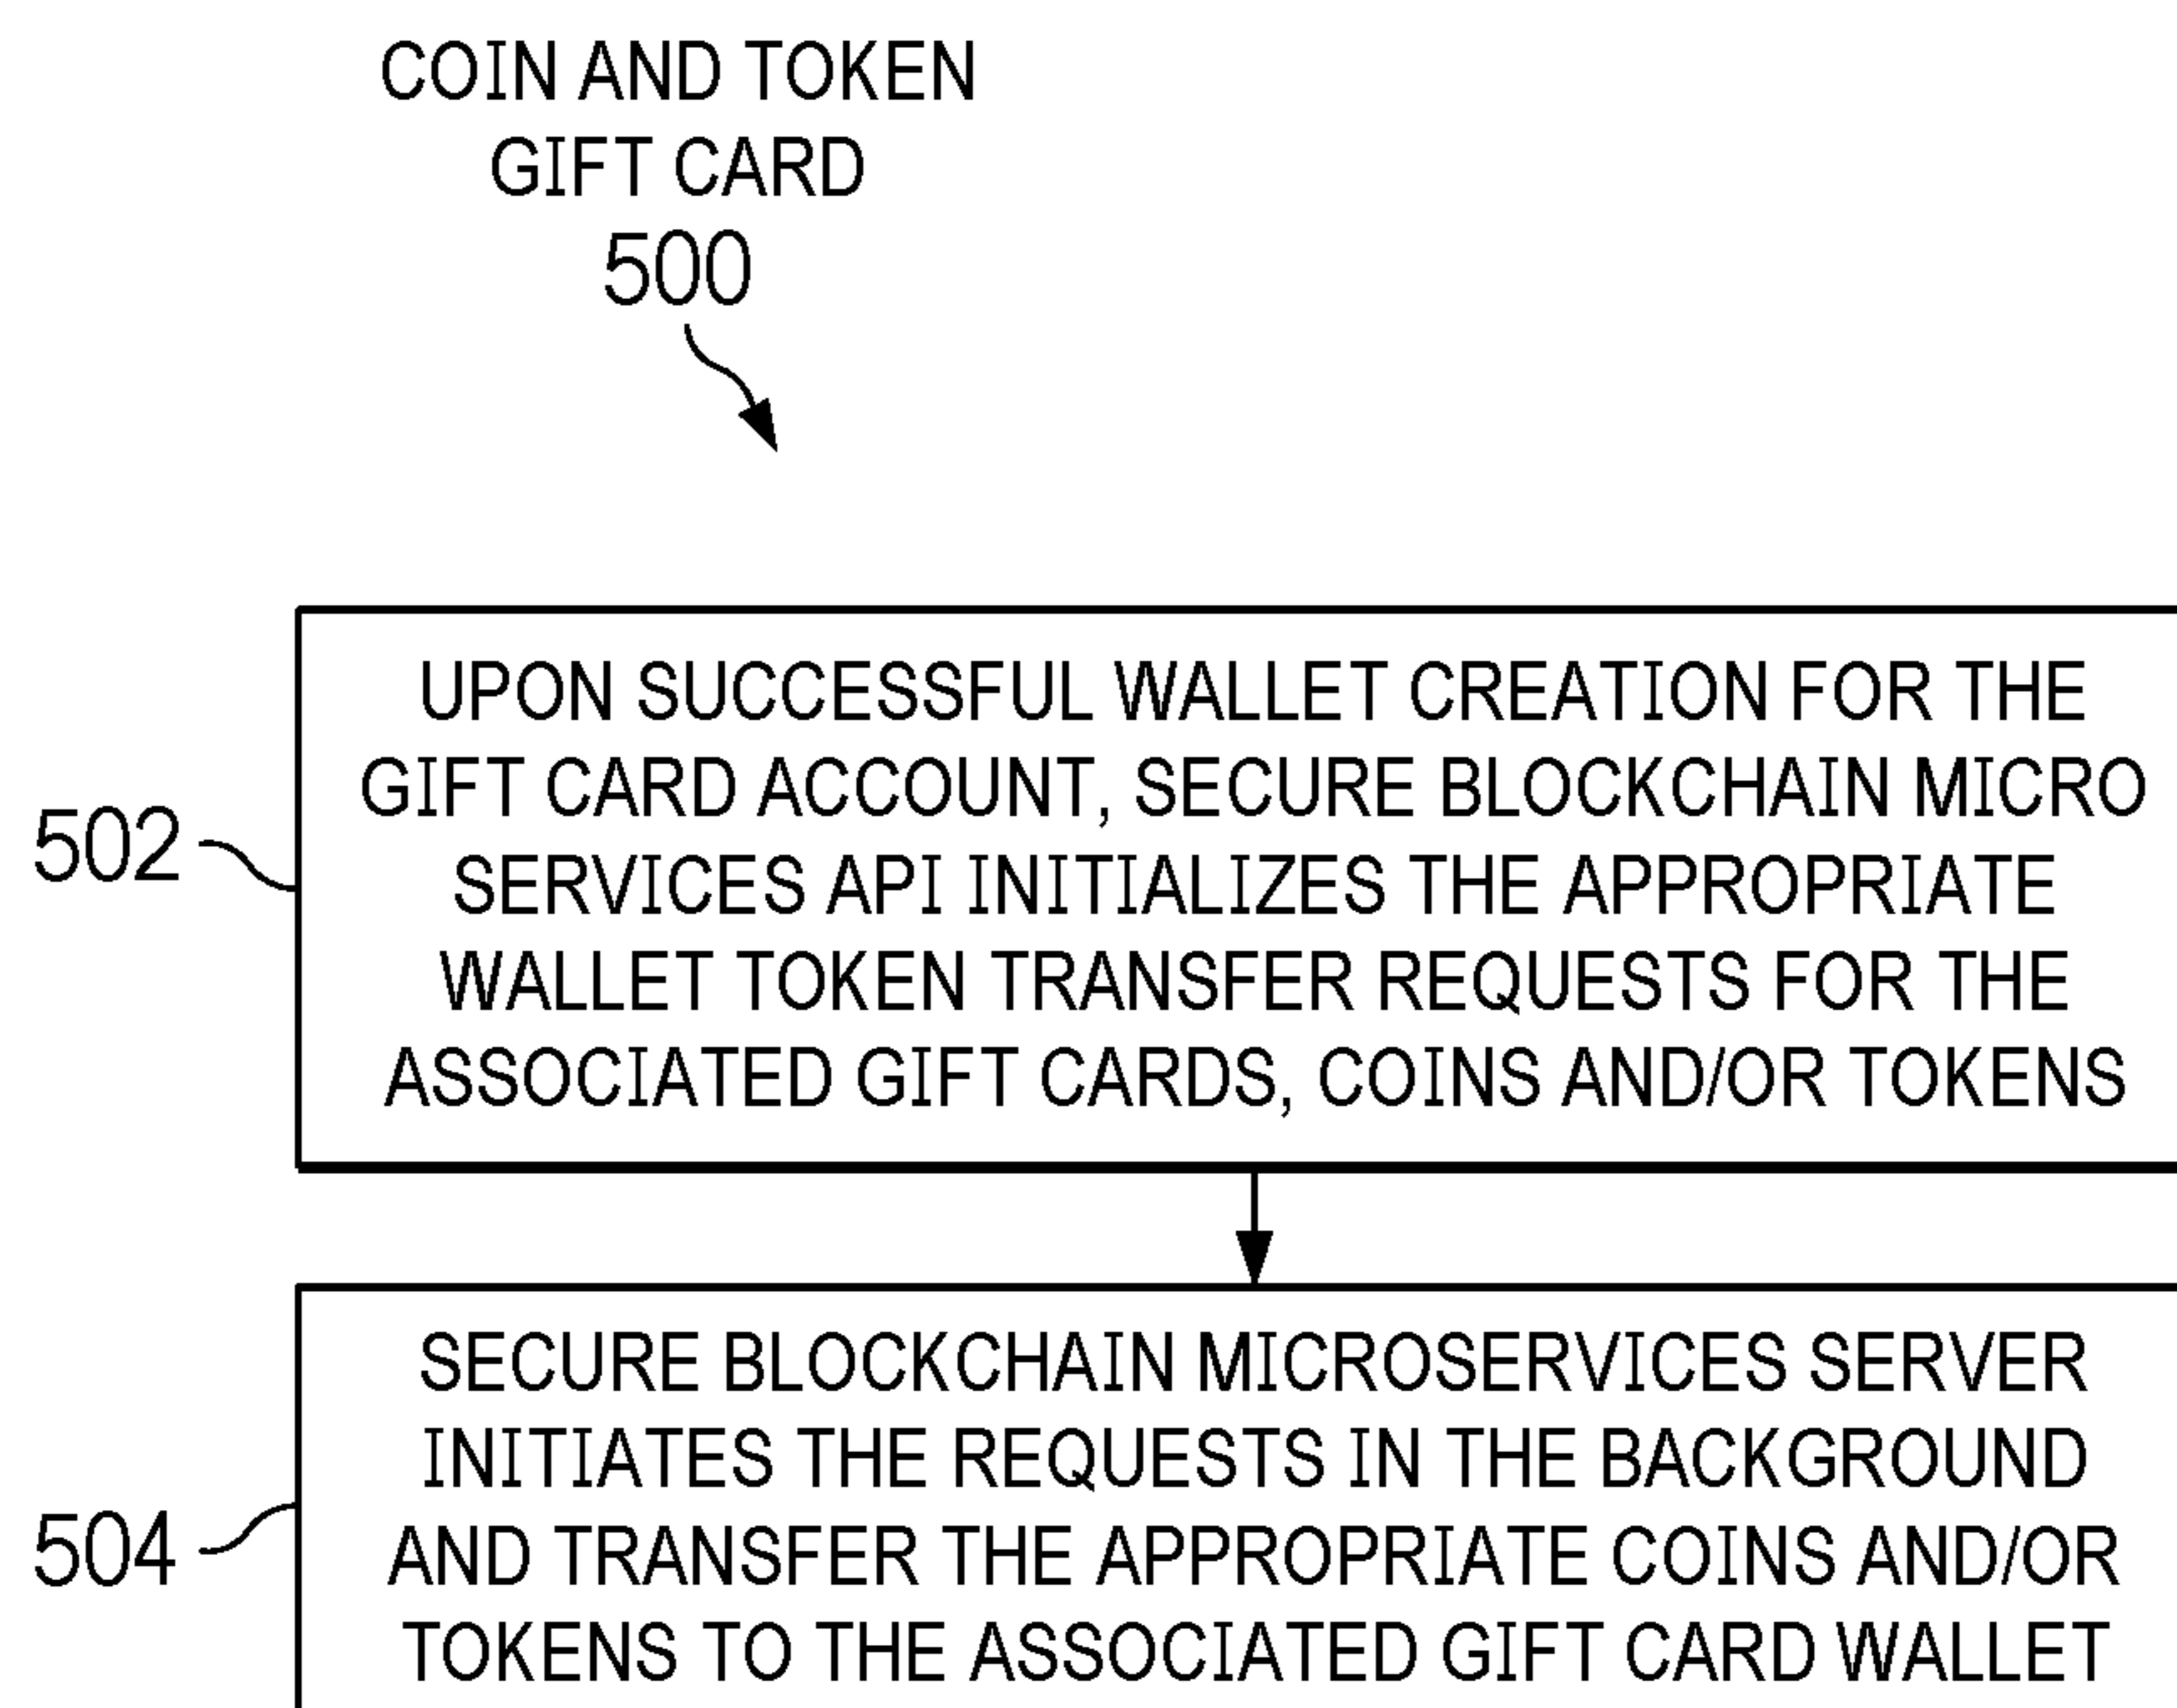 COIN AND TOKEN
GIFT CARD
500
UPON SUCCESSFUL WALLET CREATION FOR THE
GIFT CARD ACCOUNT, SECURE BLOCKCHAIN MICRO
502
SERVICES API INITIALIZES THE APPROPRIATE
WALLET TOKEN TRANSFER REQUESTS FOR THE
ASSOCIATED GIFT CARDS, COINS AND/OR TOKENS
SECURE BLOCKCHAIN MICROSERVICES SERVER
INITIATES THE REQUESTS IN THE BACKGROUND
504
AND TRANSFER THE APPROPRIATE COINS AND/OR
TOKENS TO THE ASSOCIATED GIFT CARD WALLET